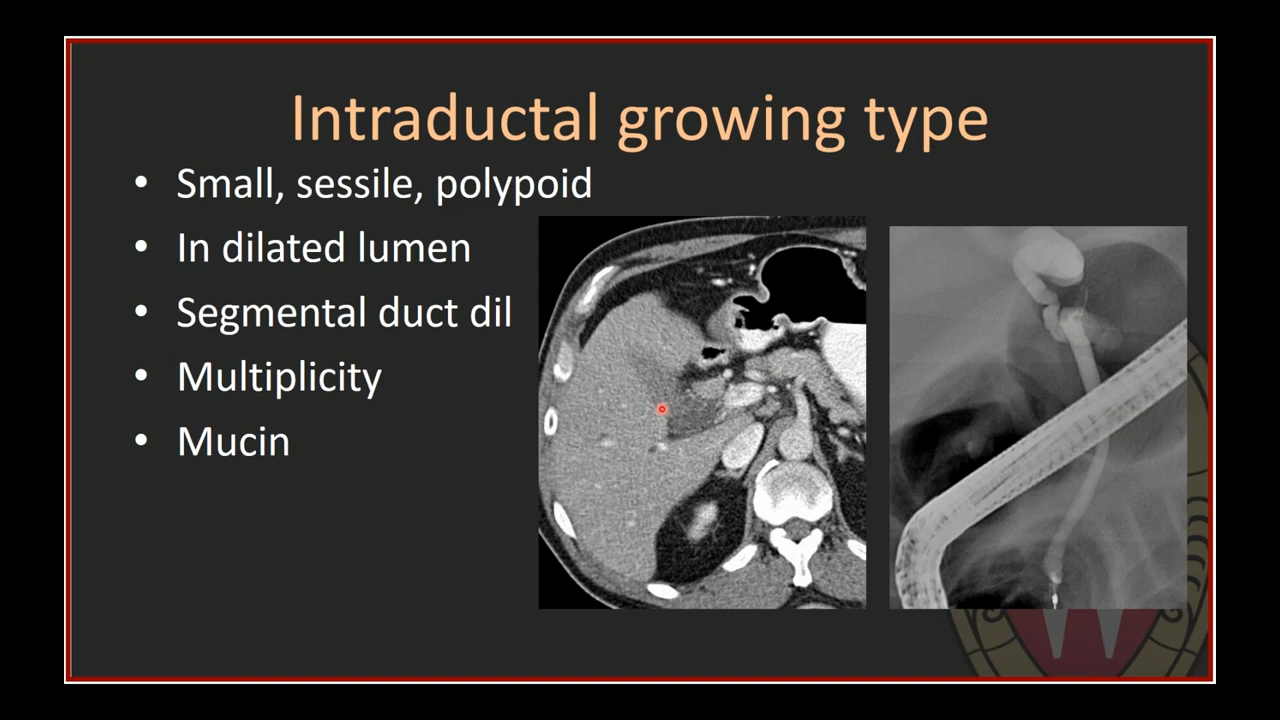 Intraductal growing type
• Small, sessile, polypoid
• In dilated lumen
• Segmental duct dil
• Multiplicity
• Mucin
W